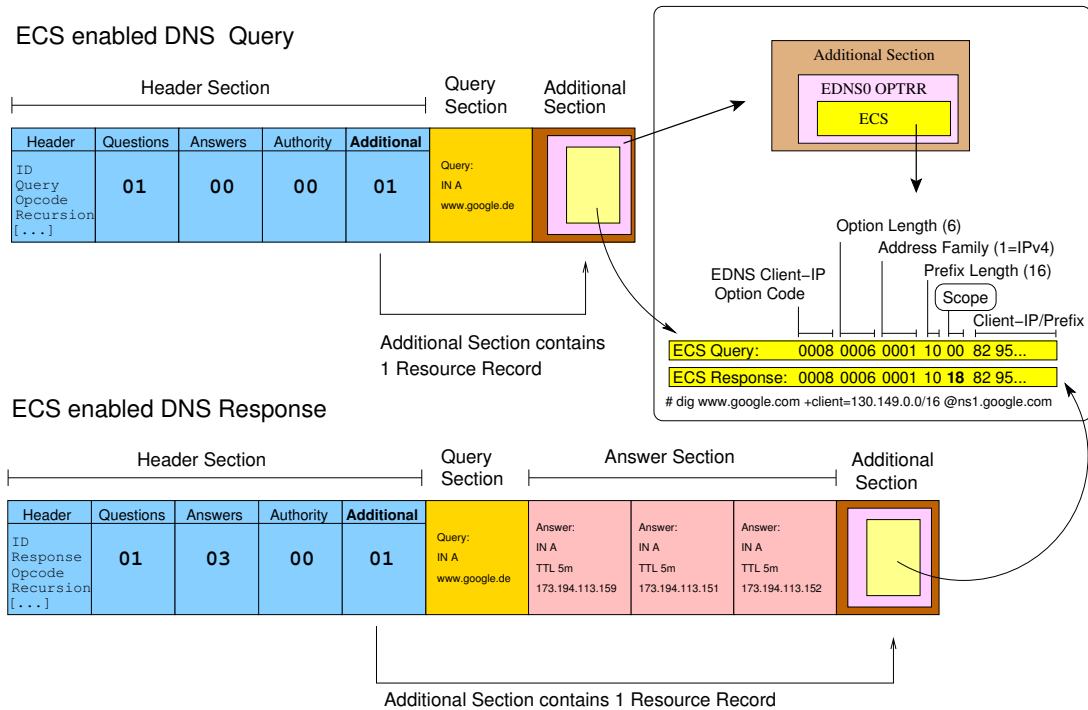 ECS enabled DNS Query
Header Section
Query
Section
Additional
Section
Header
Questions
Answers
Authority
Additional
ID
Query
Opcode
Recursion
[...]
01
00
00
01
Query:
IN A
www.google.de
Additional Section contains
1 Resource Record
Additional Section
EDNS0 OPTRR
ECS
Option Length (6)
Address Family (1=IPv4)
EDNS Client-IP
Option Code
Prefix Length (16)
Scope
Client-IP/Prefix
ECS Query: 0008 0006 0001 10 00 82 95...
ECS Response: 0008 0006 0001 10 18 82 95...
# dig www.google.com +client=130.149.0.0/16 @ns1.google.com
ECS enabled DNS Response
Header Section
Query
Section
Answer Section
Additional
Section
Header
Questions
Answers
Authority
Additional
ID
Response
Opcode
Recursion
[...]
01
03
00
01
Query:
IN A
www.google.de
Answer:
IN A
TTL 5m
173.194.113.159
Answer:
IN A
TTL 5m
173.194.113.151
Answer:
IN A
TTL 5m
173.194.113.152
Additional Section contains 1 Resource Record